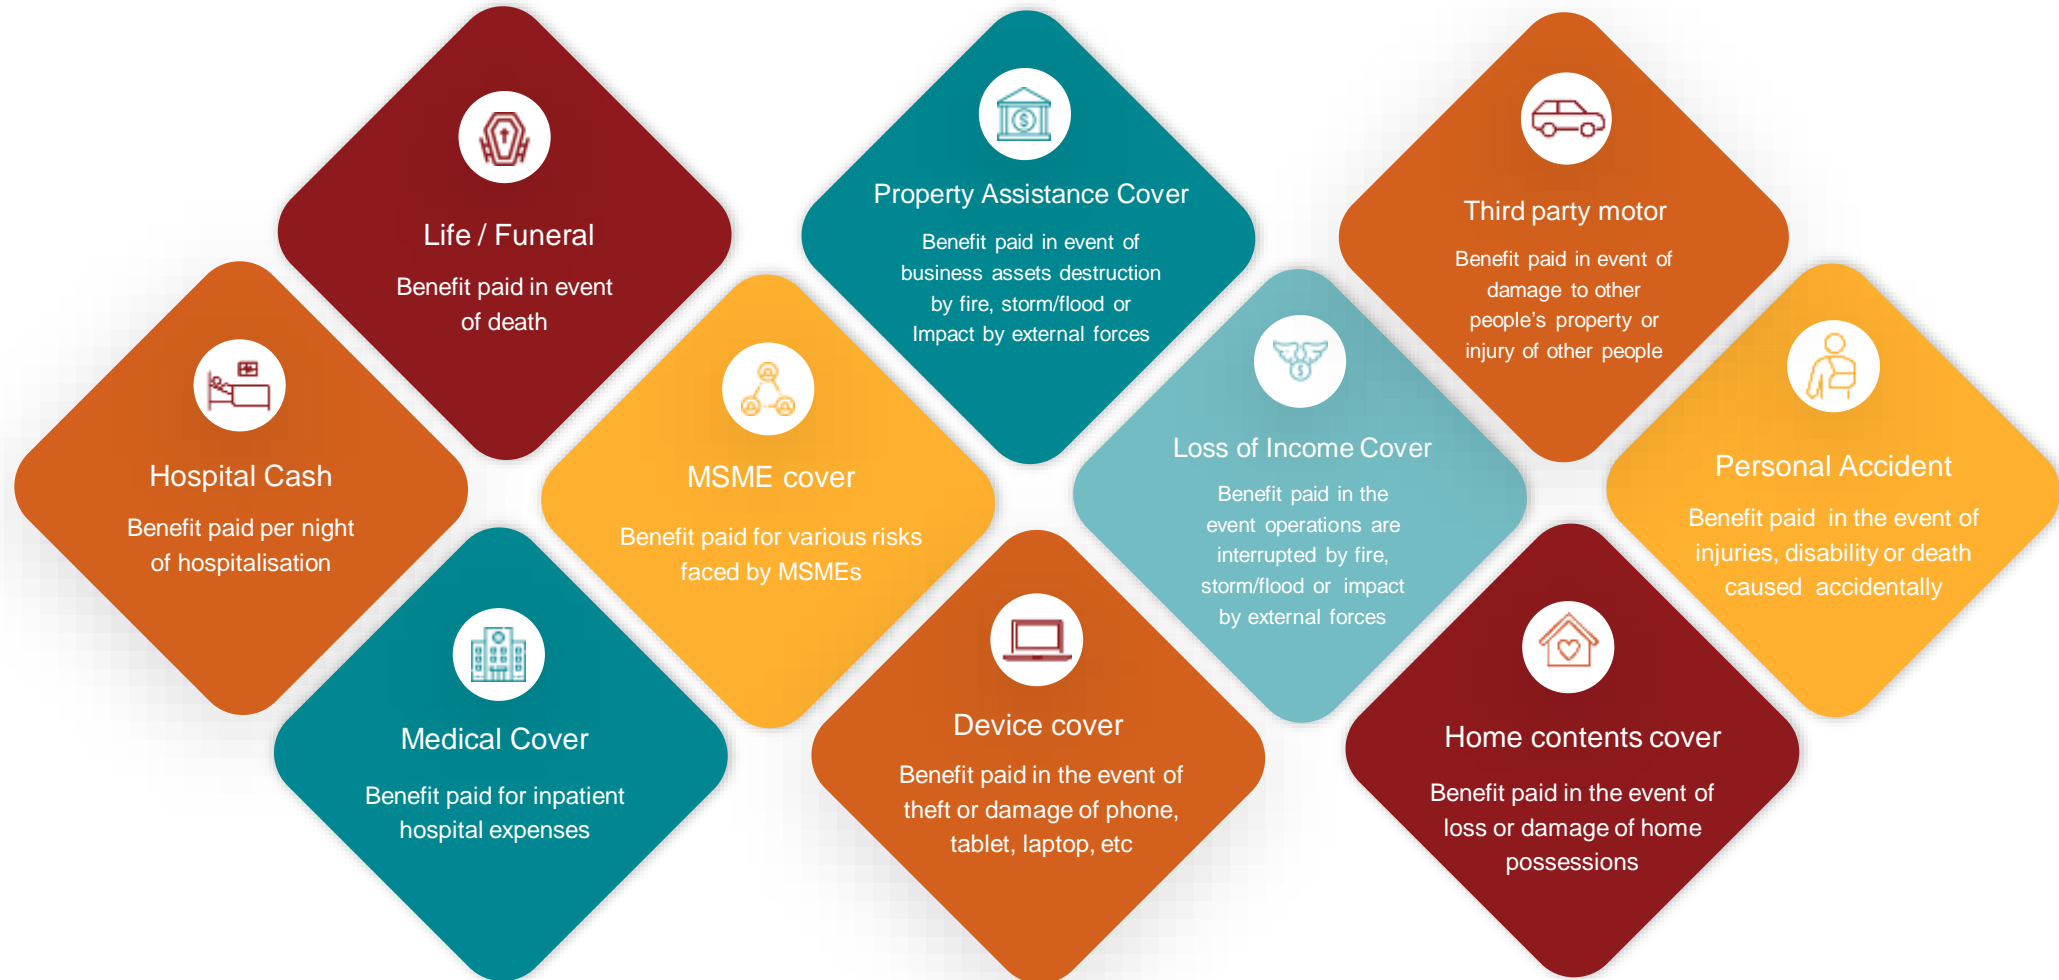 Life / Funeral
Benefit paid in event
of death
Property Assistance Cover
Benefit paid in event of
business assets destruction
by fire, storm/flood or
Impact by external forces
Third party motor
Benefit paid in event of
damage to other
people's property or
injury of other people
Hospital Cash
Benefit paid per night
of hospitalisation
MSME cover
Benefit paid for various risks
faced by MSMEs
Loss of Income Cover
Benefit paid in the
event operations are
interrupted by fire,
storm/flood or impact
by external forces
Personal Accident
Benefit paid in the event of
injuries, disability or death
caused accidentally
Medical Cover
Benefit paid for inpatient
hospital expenses
Device cover
Benefit paid in the event of
theft or damage of phone,
tablet, laptop, etc
Home contents cover
Benefit paid in the event of
loss or damage of home
possessions